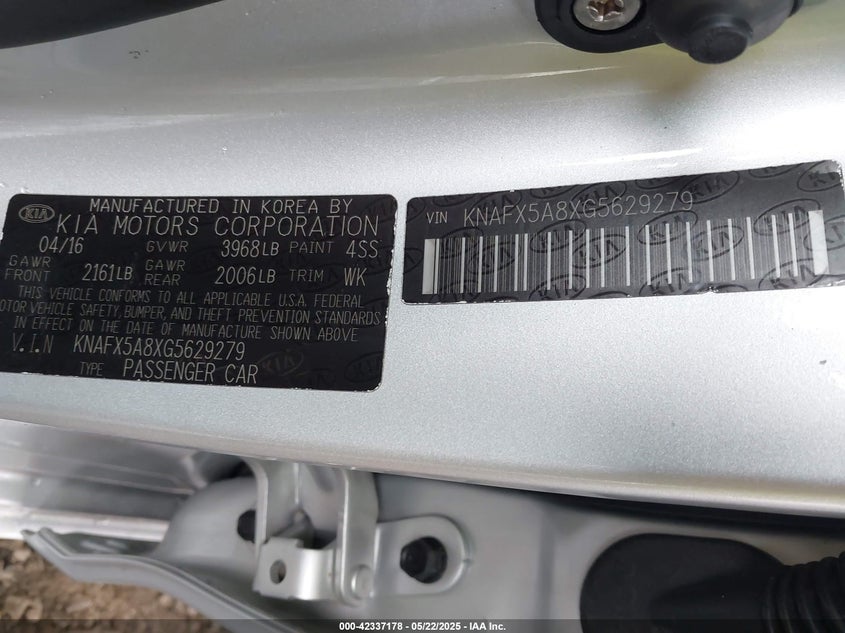 KIA
MANUFACTURED IN KOREA BY
KIA MOTORS CORPORATION
04/16 GVWR 3968LB PAINT 4SS
GAWR FRONT 2161LB GAWR REAR 2006LB TRIM WK
THIS VEHICLE CONFORMS TO ALL APPLICABLE U.S.A. FEDERAL
MOTOR VEHICLE SAFETY, BUMPER, AND THEFT PREVENTION STANDARDS
IN EFFECT ON THE DATE OF MANUFACTURE SHOWN ABOVE
V.I.N KNAFX5A8XG5629279
TYPE PASSENGER CAR KIA
VIN KNAFX5A8XG5629279
000-42337178 - 05/22/2025 - IAA Inc.